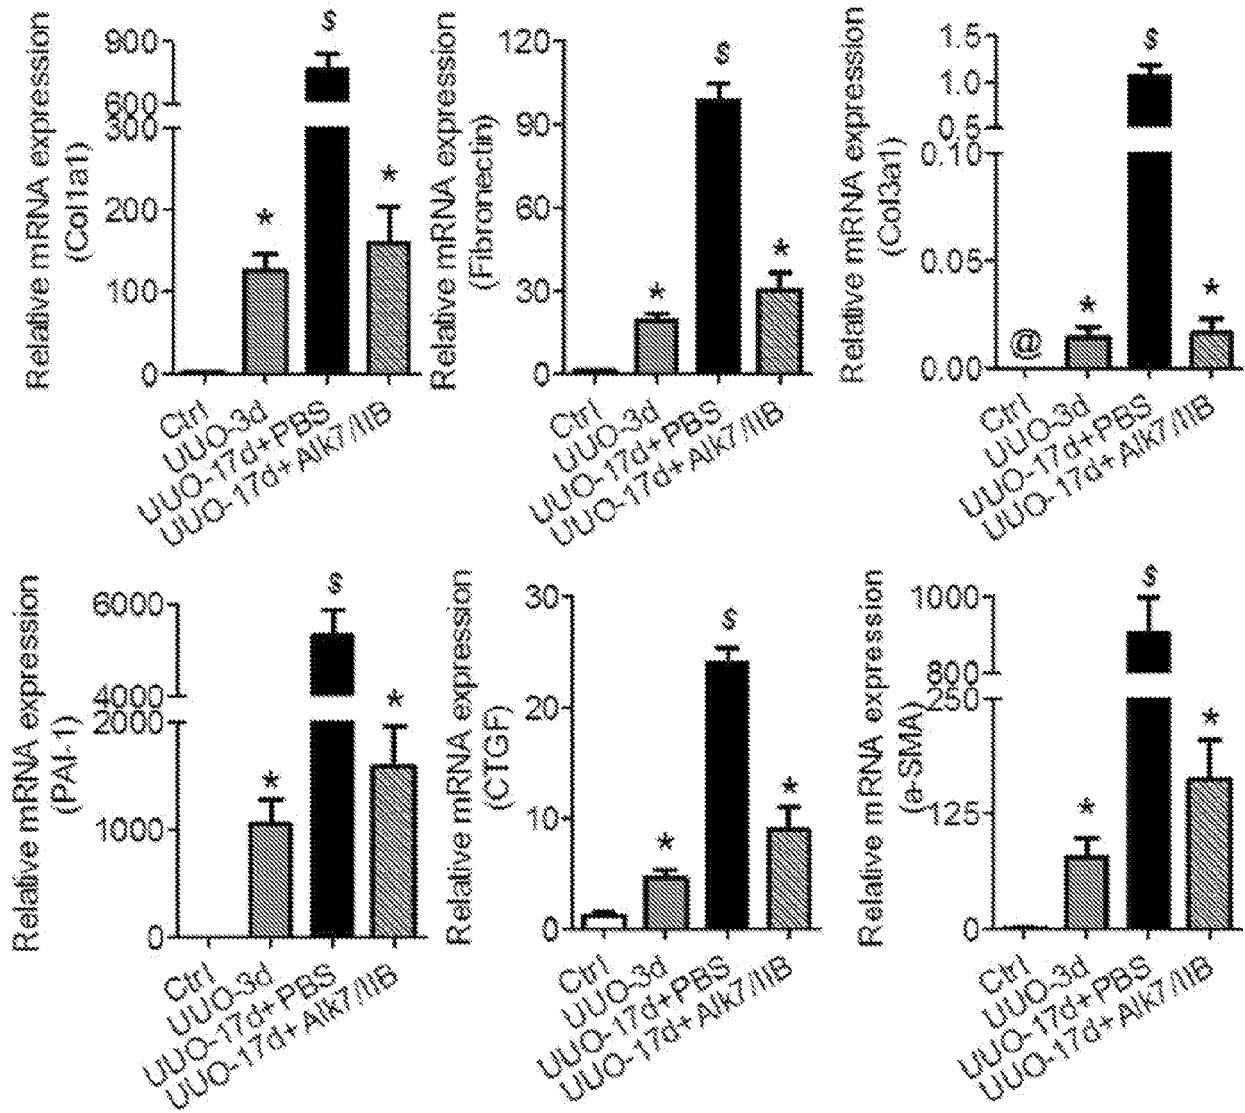 Relative mRNA expression
(Col1a1)
900
600
300
200
100
0
*
$
*
Ctrl
UUO-3d
UUO-17d+PBS
UUO-17d+Alk7/IIB
Relative mRNA expression
(Fibronectin)
120
90
60
30
0
*
$
*
Ctrl
UUO-3d
UUO-17d+PBS
UUO-17d+Alk7/IIB
Relative mRNA expression
(Col3a1)
1.5
1.0
0.5
0.10
0.05
0.00
@
*
$
*
Ctrl
UUO-3d
UUO-17d+PBS
UUO-17d+Alk7/IIB
Relative mRNA expression
(PAI-1)
6000
4000
2000
1000
0
*
$
*
Ctrl
UUO-3d
UUO-17d+PBS
UUO-17d+Alk7/IIB
Relative mRNA expression
(CTGF)
30
20
10
0
*
$
*
Ctrl
UUO-3d
UUO-17d+PBS
UUO-17d+Alk7/IIB
Relative mRNA expression
(a-SMA)
1000
800
250
125
0
*
$
*
Ctrl
UUO-3d
UUO-17d+PBS
UUO-17d+Alk7/IIB